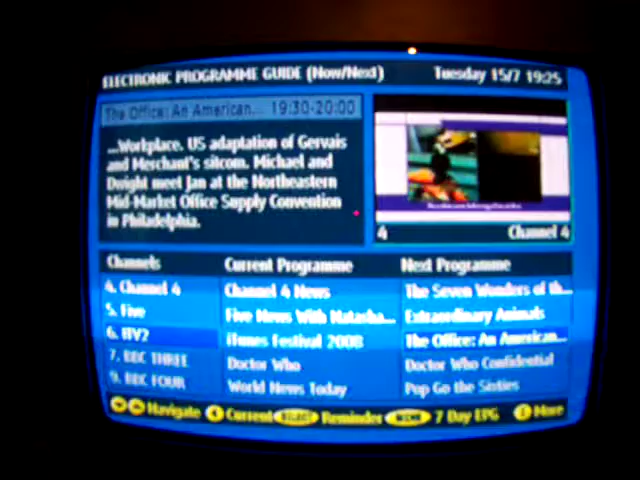 ELECTRONIC PROGRAMME GUIDE (Now/Next) Tuesday 15/7 19:25
The Office: An American... 19:30-20:00
...Workplace. US adaptation of Gervais
and Merchant's sitcom. Michael and
Dwight meet Jan at the Northeastern
Mid-Market Office Supply Convention
in Philadelphia.
4 Channel 4
Channels Current Programme Next Programme
4. Channel 4 Channel 4 News The Seven Wonders of th...
5. Five Five News With Natasha... Extraordinary Animals
6. ITV2 iTunes Festival 2008 The Office: An American...
7. BBC THREE Doctor Who Doctor Who Confidential
9. BBC FOUR World News Today Pop Go the Sixties
Navigate Current SELECT Reminder 7 Day EPG i More